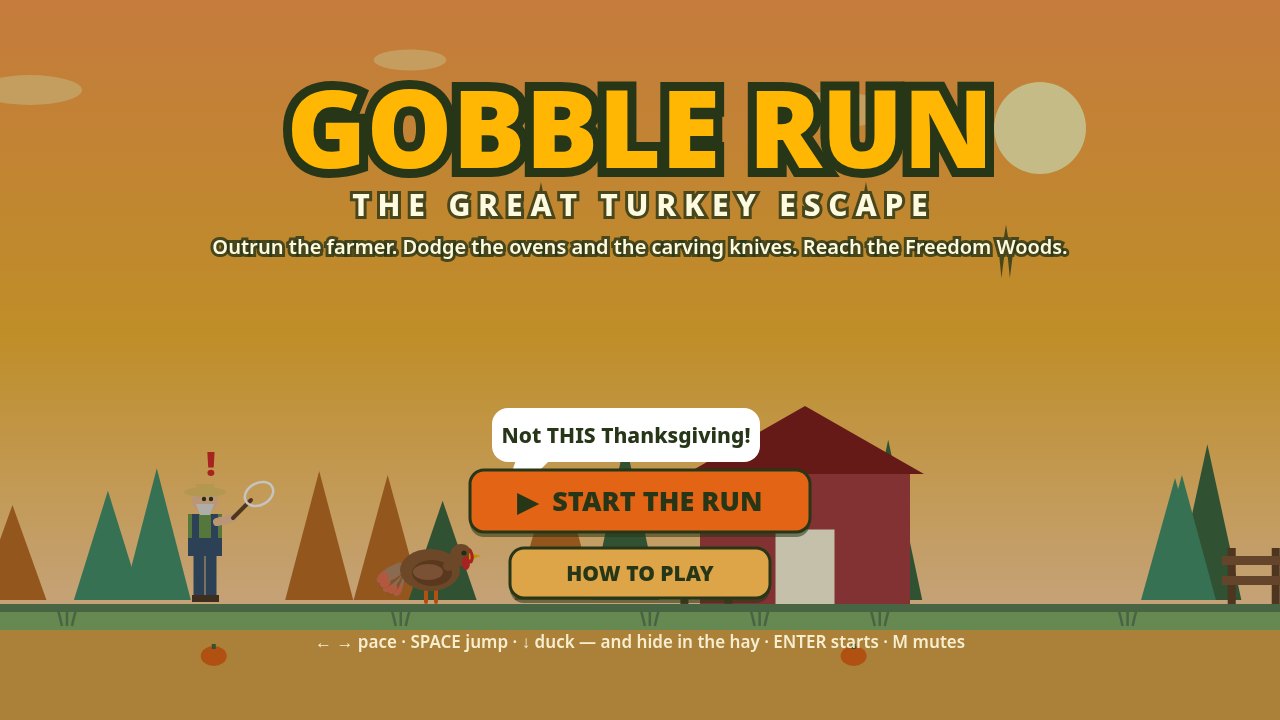 GOBBLE RUN
THE GREAT TURKEY ESCAPE
Outrun the farmer. Dodge the ovens and the carving knives. Reach the Freedom Woods.
Not THIS Thanksgiving!
!
▶ START THE RUN
HOW TO PLAY
← → pace · SPACE jump · ↓ duck — and hide in the hay · ENTER starts · M mutes